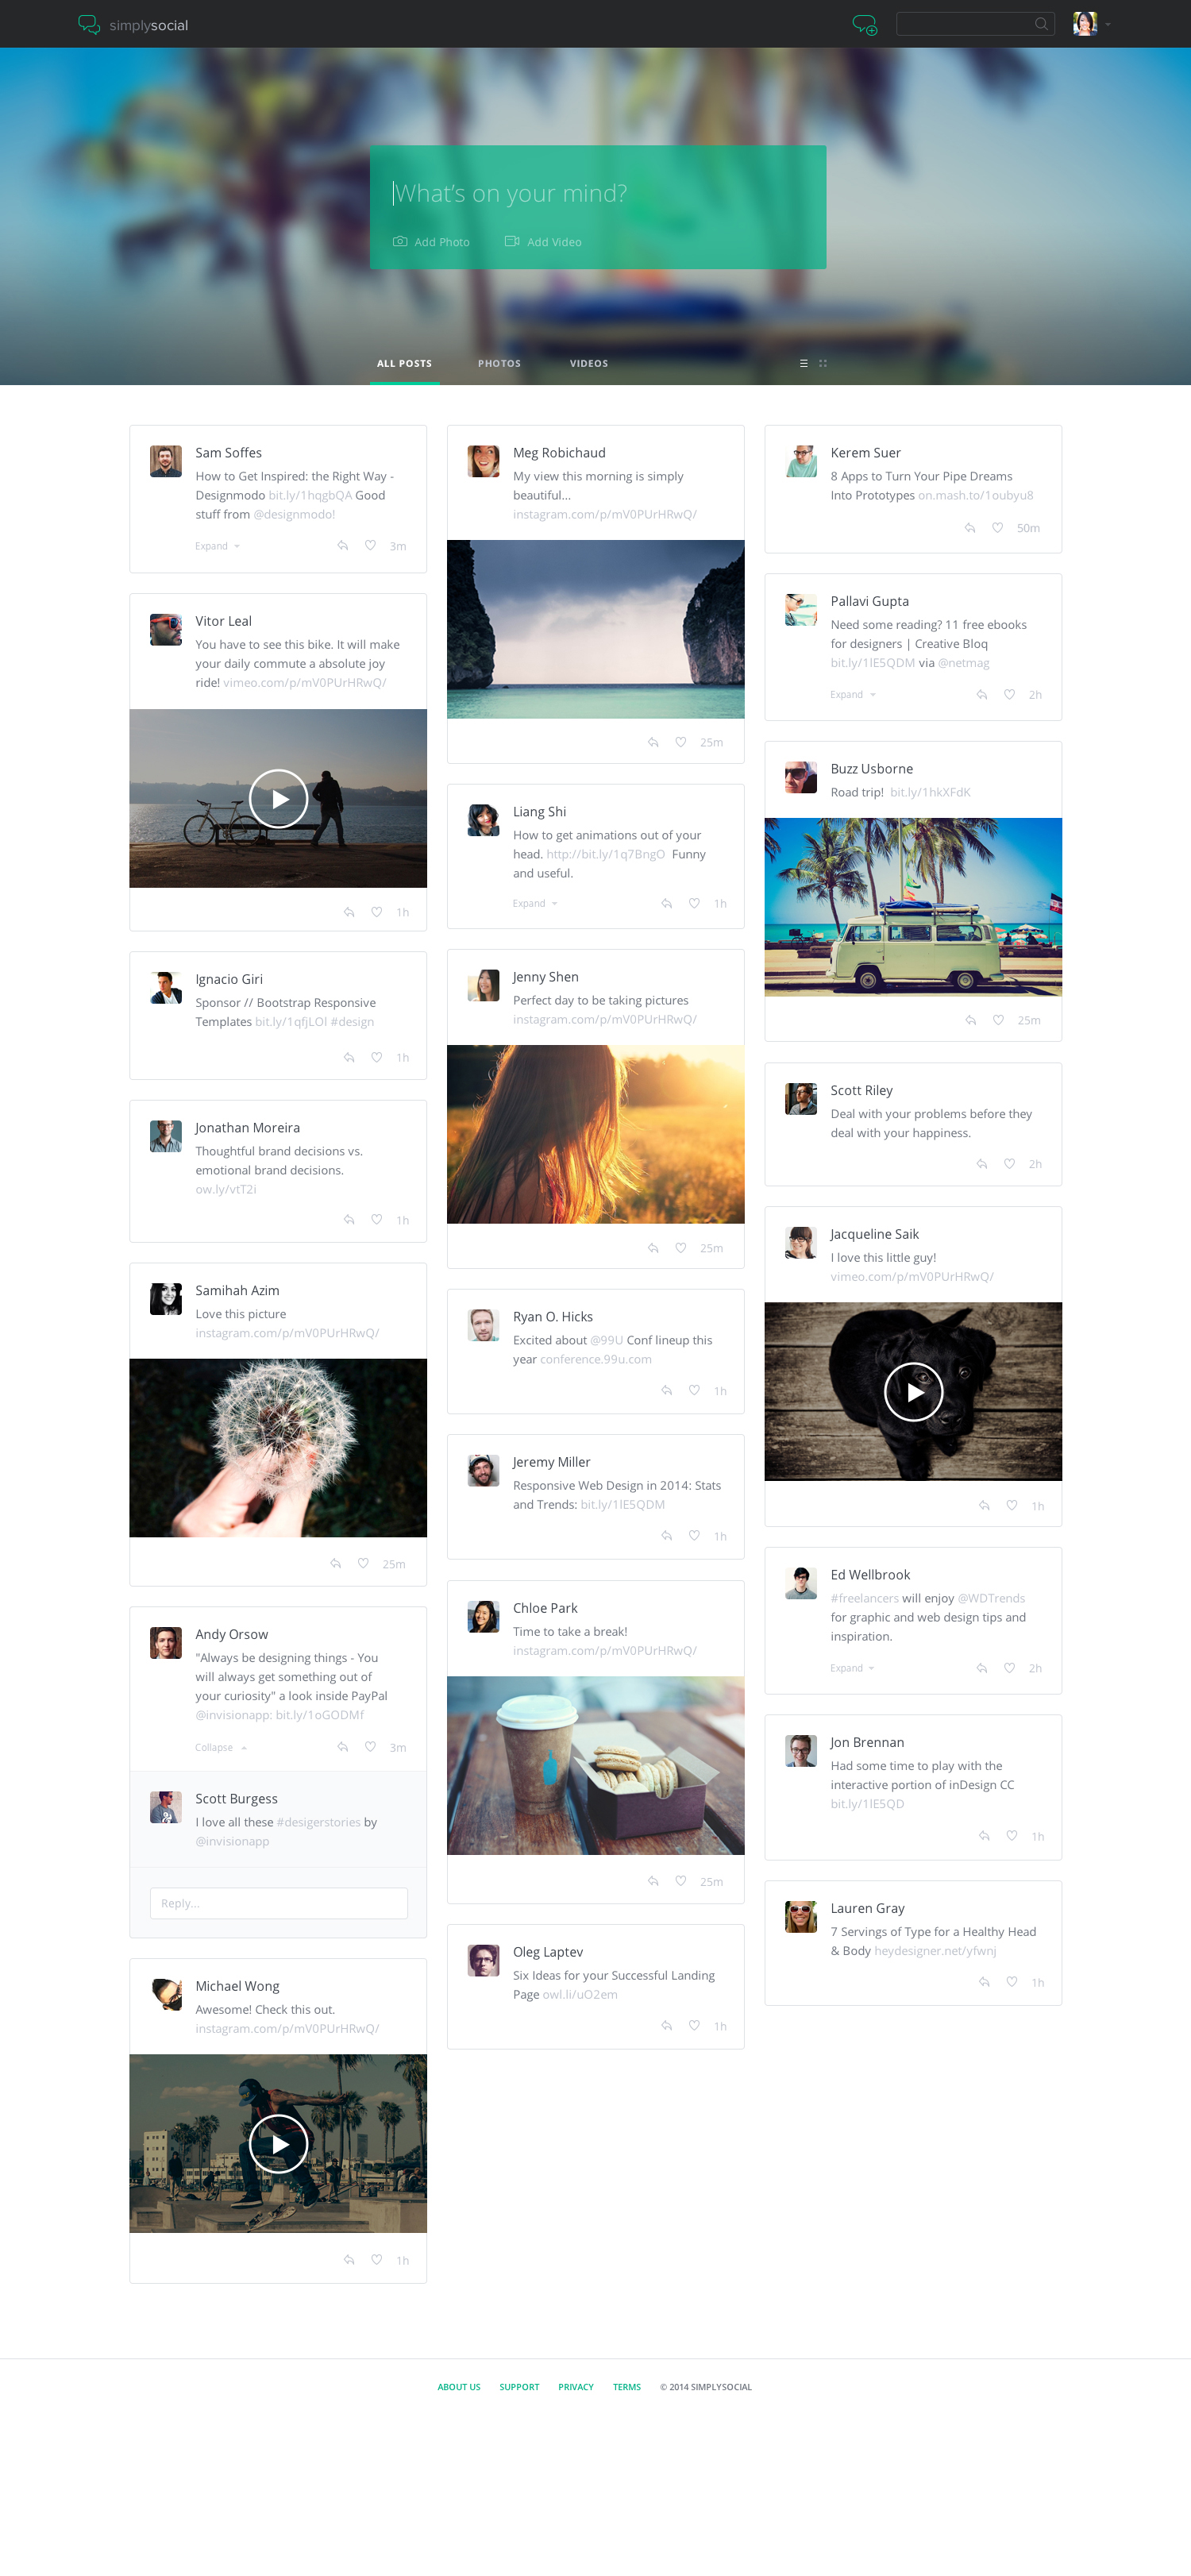 simplysocial
What's on your mind?
Add Photo
Add Video
ALL POSTS
PHOTOS
VIDEOS
Sam Soffes
How to Get Inspired: the Right Way -
Designmodo bit.ly/1hqgbQA Good
stuff from @designmodo!
Expand
3m
Vitor Leal
You have to see this bike. It will make
your daily commute a absolute joy
ride! vimeo.com/p/mV0PUrHRwQ/
1h
Ignacio Giri
Sponsor // Bootstrap Responsive
Templates bit.ly/1qfjLOl #design
1h
Jonathan Moreira
Thoughtful brand decisions vs.
emotional brand decisions.
ow.ly/vtT2i
1h
Samihah Azim
Love this picture
instagram.com/p/mV0PUrHRwQ/
25m
Andy Orsow
"Always be designing things - You
will always get something out of
your curiosity" a look inside PayPal
@invisionapp: bit.ly/1oGODMf
Collapse
3m
Scott Burgess
I love all these #desigerstories by
@invisionapp
Reply...
Michael Wong
Awesome! Check this out.
instagram.com/p/mV0PUrHRwQ/
1h
Meg Robichaud
My view this morning is simply
beautiful...
instagram.com/p/mV0PUrHRwQ/
25m
Liang Shi
How to get animations out of your
head. http://bit.ly/1q7BngO Funny
and useful.
Expand
1h
Jenny Shen
Perfect day to be taking pictures
instagram.com/p/mV0PUrHRwQ/
25m
Ryan O. Hicks
Excited about @99U Conf lineup this
year conference.99u.com
1h
Jeremy Miller
Responsive Web Design in 2014: Stats
and Trends: bit.ly/1lE5QDM
1h
Chloe Park
Time to take a break!
instagram.com/p/mV0PUrHRwQ/
25m
Oleg Laptev
Six Ideas for your Successful Landing
Page owl.li/uO2em
1h
Kerem Suer
8 Apps to Turn Your Pipe Dreams
Into Prototypes on.mash.to/1oubyu8
50m
Pallavi Gupta
Need some reading? 11 free ebooks
for designers | Creative Bloq
bit.ly/1lE5QDM via @netmag
Expand
2h
Buzz Usborne
Road trip! bit.ly/1hkXFdK
25m
Scott Riley
Deal with your problems before they
deal with your happiness.
2h
Jacqueline Saik
I love this little guy!
vimeo.com/p/mV0PUrHRwQ/
1h
Ed Wellbrook
#freelancers will enjoy @WDTrends
for graphic and web design tips and
inspiration.
Expand
2h
Jon Brennan
Had some time to play with the
interactive portion of inDesign CC
bit.ly/1lE5QD
1h
Lauren Gray
7 Servings of Type for a Healthy Head
& Body heydesigner.net/yfwnj
1h
ABOUT US
SUPPORT
PRIVACY
TERMS
© 2014 SIMPLYSOCIAL